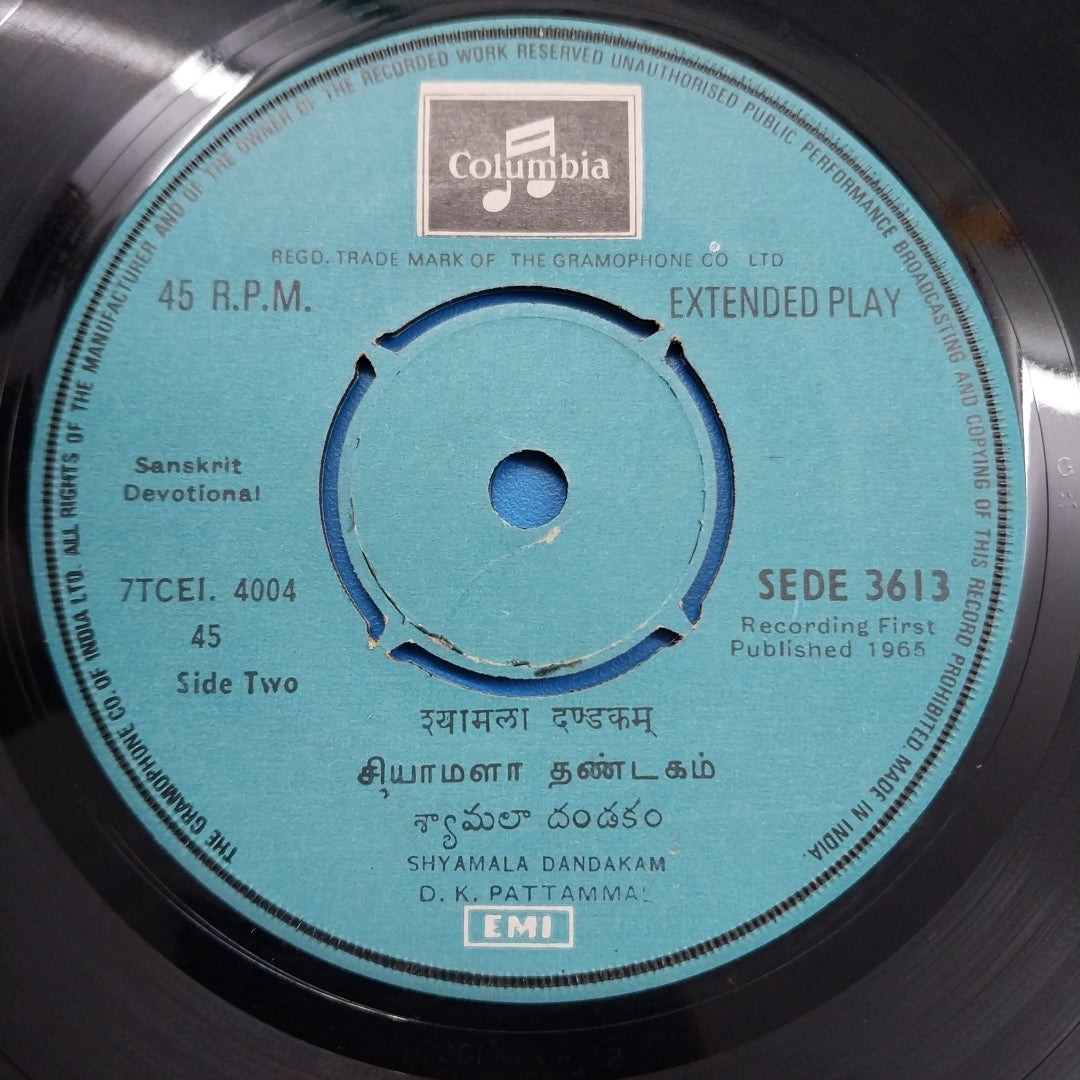 THE GRAMOPHONE CO. OF INDIA LTD. ALL RIGHTS OF THE MANUFACTURER AND OF THE OWNER OF THE RECORDED WORK RESERVED UNAUTHORISED PUBLIC PERFORMANCE BROADCASTING AND COPYING OF THIS RECORD PROHIBITED. MADE IN INDIA.
Columbia
REGD. TRADE MARK OF THE GRAMOPHONE CO LTD
45 R.P.M.
EXTENDED PLAY
Sanskrit
Devotional
7TCEI. 4004
45
Side Two
SEDE 3613
Recording First
Published 1965
श्यामला दण्डकम्
சியாமளா தண்டகம்
శ్యామలా దండకం
SHYAMALA DANDAKAM
D. K. PATTAMMAL
EMI